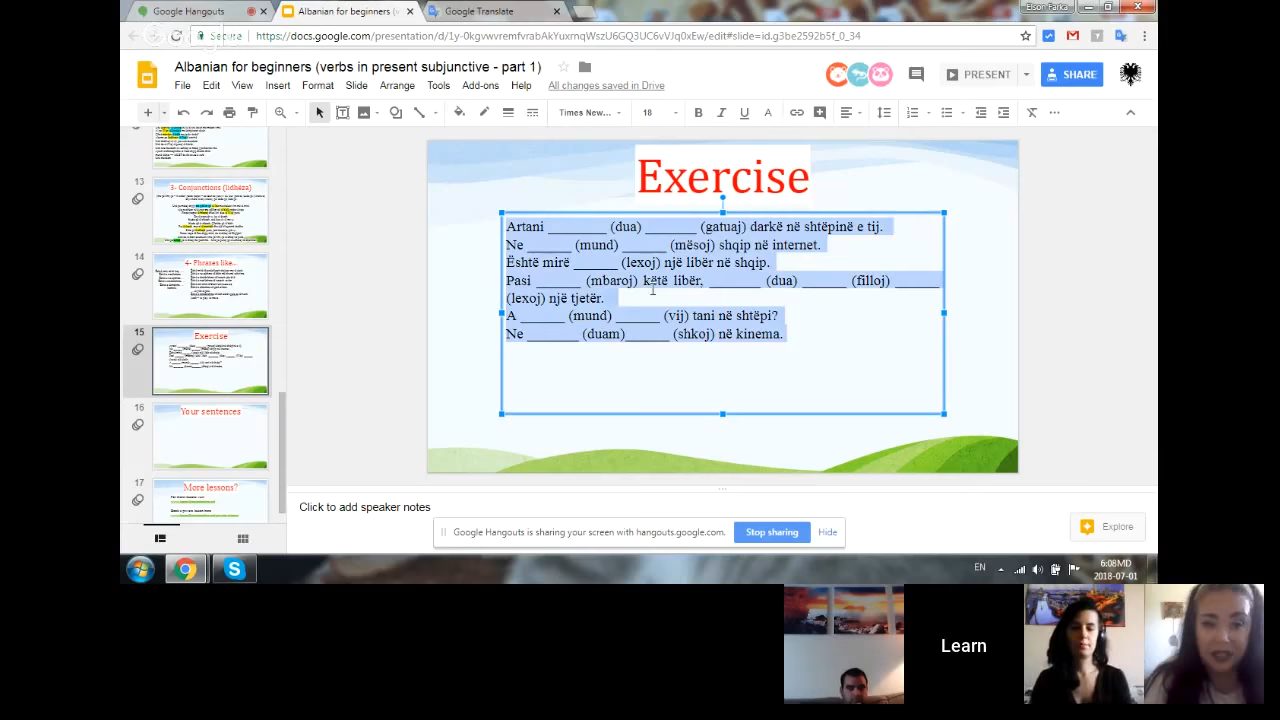 Google Hangouts
Albanian for beginners (v
Google Translate
Elson Farka
Secure
https://docs.google.com/presentation/d/1y-0kgvwvremfvrabAkYuxrnqWszU6GQ3UC6vVJq0xEw/edit#slide=id.g3be2592b5f_0_34
Albanian for beginners (verbs in present subjunctive - part 1)
File Edit View Insert Format Slide Arrange Tools Add-ons Help All changes saved in Drive
PRESENT
SHARE
Times New...
18
B I U A
13
3- Conjunctions (lidhëza)
14
4- Phrases like...
15
Exercise
16
Your sentences
17
More lessons?
Exercise
Artani ________ (dua) _______ (gatuaj) darkë në shtëpinë e tij.
Ne ______ (mund) ______ (mësoj) shqip në internet.
Është mirë ______ (lexoj) një libër në shqip.
Pasi ______ (mbaroj) këtë libër, _______ (dua) ______ (filloj) ______
(lexoj) një tjetër.
A ______ (mund) ______ (vij) tani në shtëpi?
Ne _______ (duam)______ (shkoj) në kinema.
Click to add speaker notes
Google Hangouts is sharing your screen with hangouts.google.com.
Stop sharing
Hide
Explore
EN
6:08MD
2018-07-01
Learn